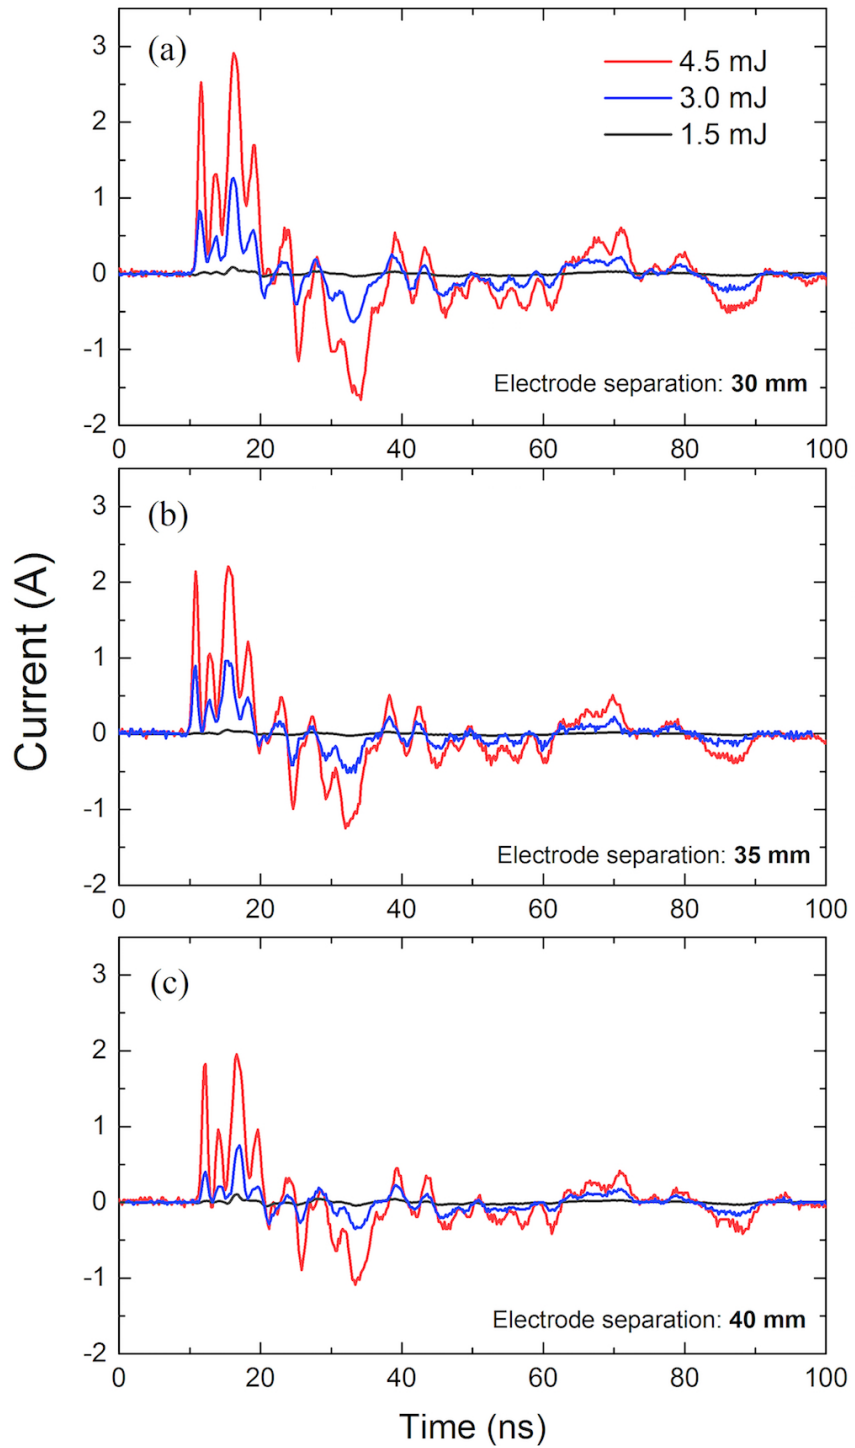 (a)
4.5 mJ
3.0 mJ
1.5 mJ
3
2
1
0
-1
-2
Electrode separation: 30 mm
0 20 40 60 80 100
(b)
3
2
1
0
-1
-2
Electrode separation: 35 mm
0 20 40 60 80 100
Current (A)
(c)
3
2
1
0
-1
-2
Electrode separation: 40 mm
0 20 40 60 80 100
Time (ns)